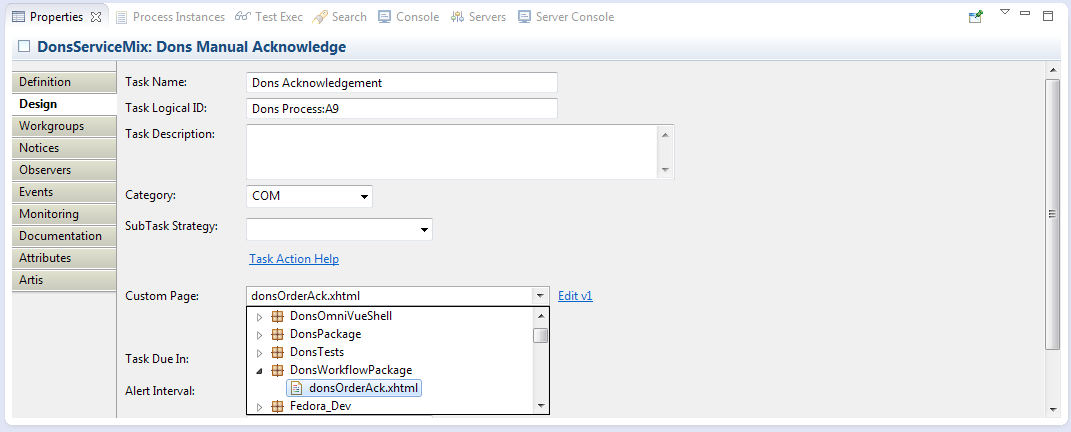 Properties Process Instances Test Exec Search Console Servers Server Console
DonsServiceMix: Dons Manual Acknowledge
Definition
Design
Workgroups
Notices
Observers
Events
Monitoring
Documentation
Attributes
Artis
Task Name: Dons Acknowledgement
Task Logical ID: Dons Process:A9
Task Description:
Category: COM
SubTask Strategy:
Task Action Help
Custom Page: donsOrderAck.xhtml Edit v1
DonsOmniVueShell
DonsPackage
DonsTests
DonsWorkflowPackage
donsOrderAck.xhtml
Fedora_Dev
Task Due In:
Alert Interval: